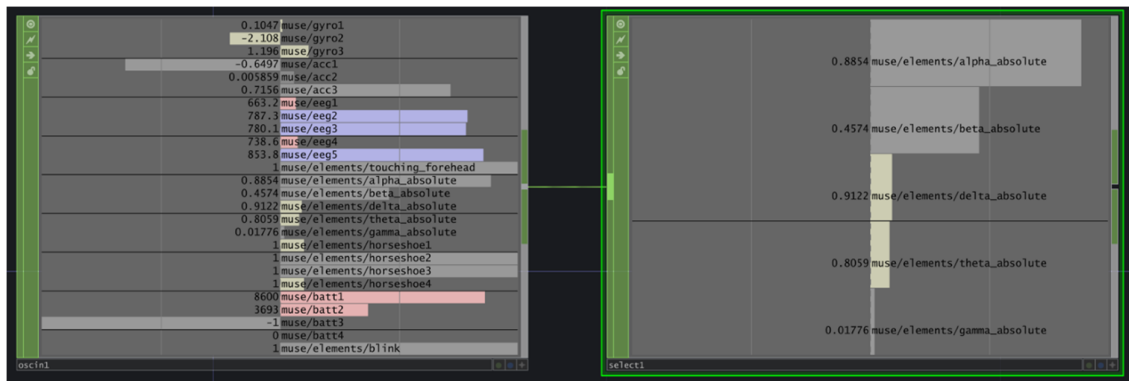 0.1047 muse/gyro1
-2.108 muse/gyro2
1.196 muse/gyro3
-0.6497 muse/acc1
0.005859 muse/acc2
0.7156 muse/acc3
663.2 muse/eeg1
787.3 muse/eeg2
780.1 muse/eeg3
738.6 muse/eeg4
853.8 muse/eeg5
1 muse/elements/touching_forehead
0.8854 muse/elements/alpha_absolute
0.4574 muse/elements/beta_absolute
0.9122 muse/elements/delta_absolute
0.8059 muse/elements/theta_absolute
0.01776 muse/elements/gamma_absolute
1 muse/elements/horseshoe1
1 muse/elements/horseshoe2
1 muse/elements/horseshoe3
1 muse/elements/horseshoe4
8600 muse/batt1
3693 muse/batt2
-1 muse/batt3
0 muse/batt4
1 muse/elements/blink
oscin1
0.8854 muse/elements/alpha_absolute
0.4574 muse/elements/beta_absolute
0.9122 muse/elements/delta_absolute
0.8059 muse/elements/theta_absolute
0.01776 muse/elements/gamma_absolute
select1